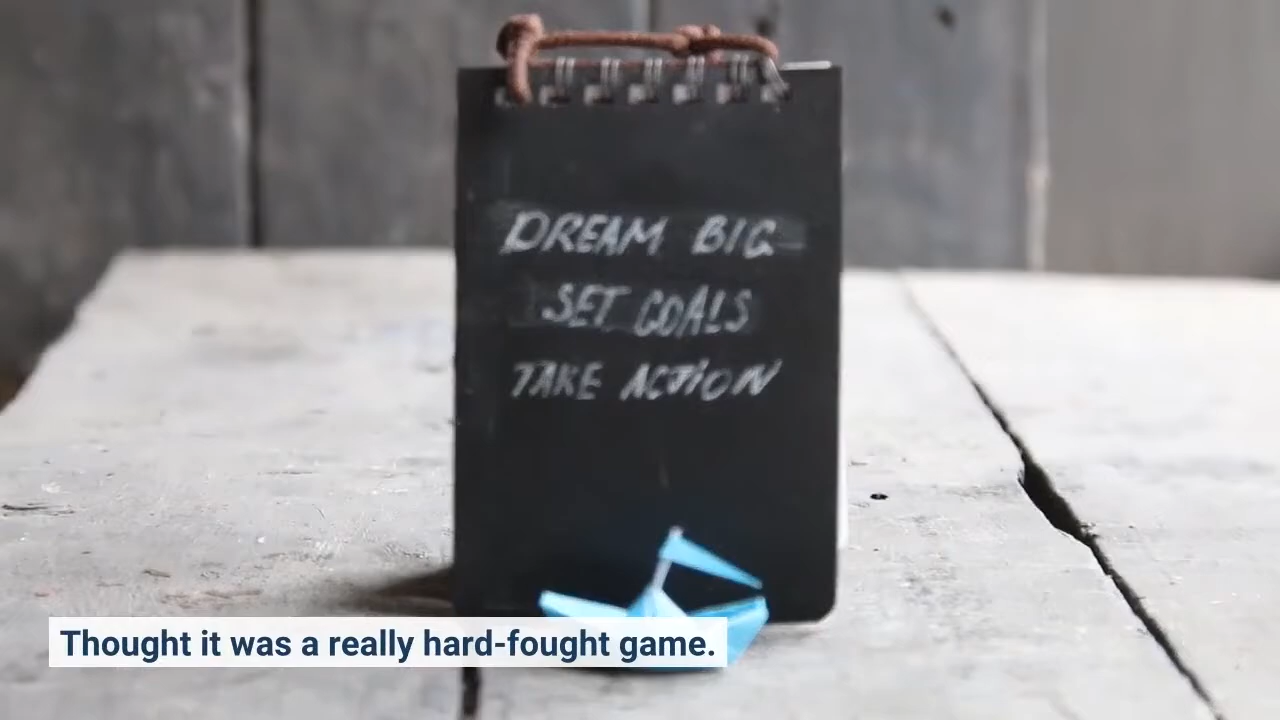 DREAM BIG
SET GOALS
TAKE ACTION
Thought it was a really hard-fought game.